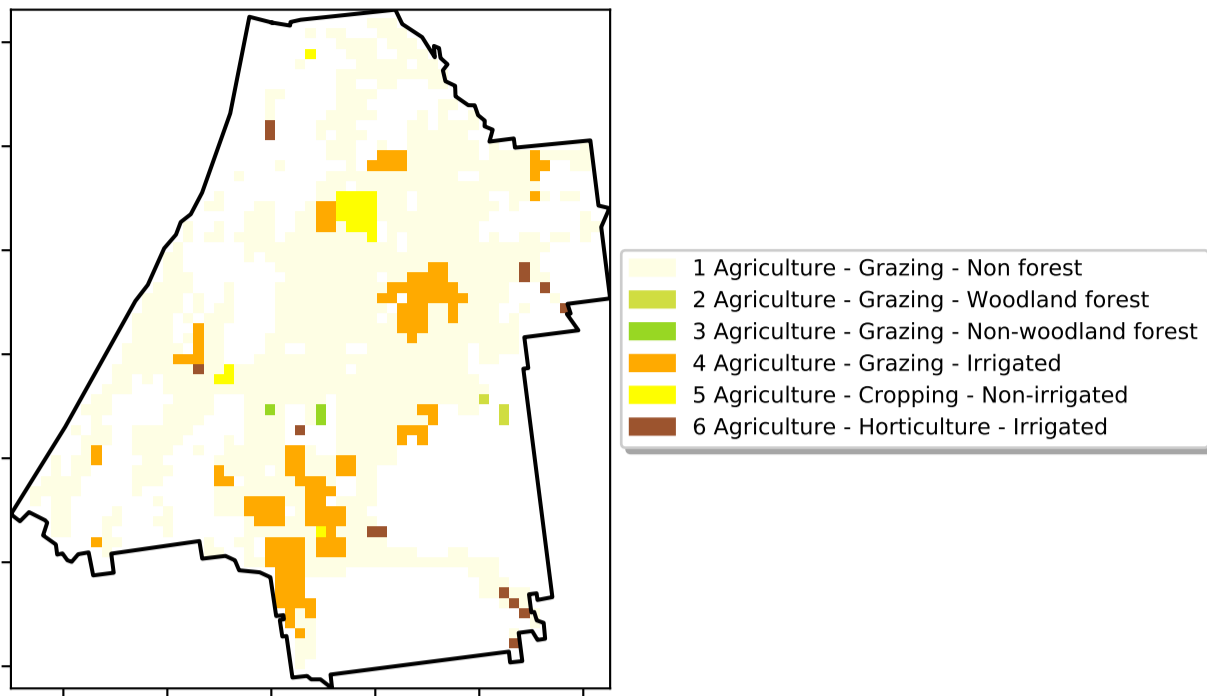 1 Agriculture - Grazing - Non forest
2 Agriculture - Grazing - Woodland forest
3 Agriculture - Grazing - Non-woodland forest
4 Agriculture - Grazing - Irrigated
5 Agriculture - Cropping - Non-irrigated
6 Agriculture - Horticulture - Irrigated